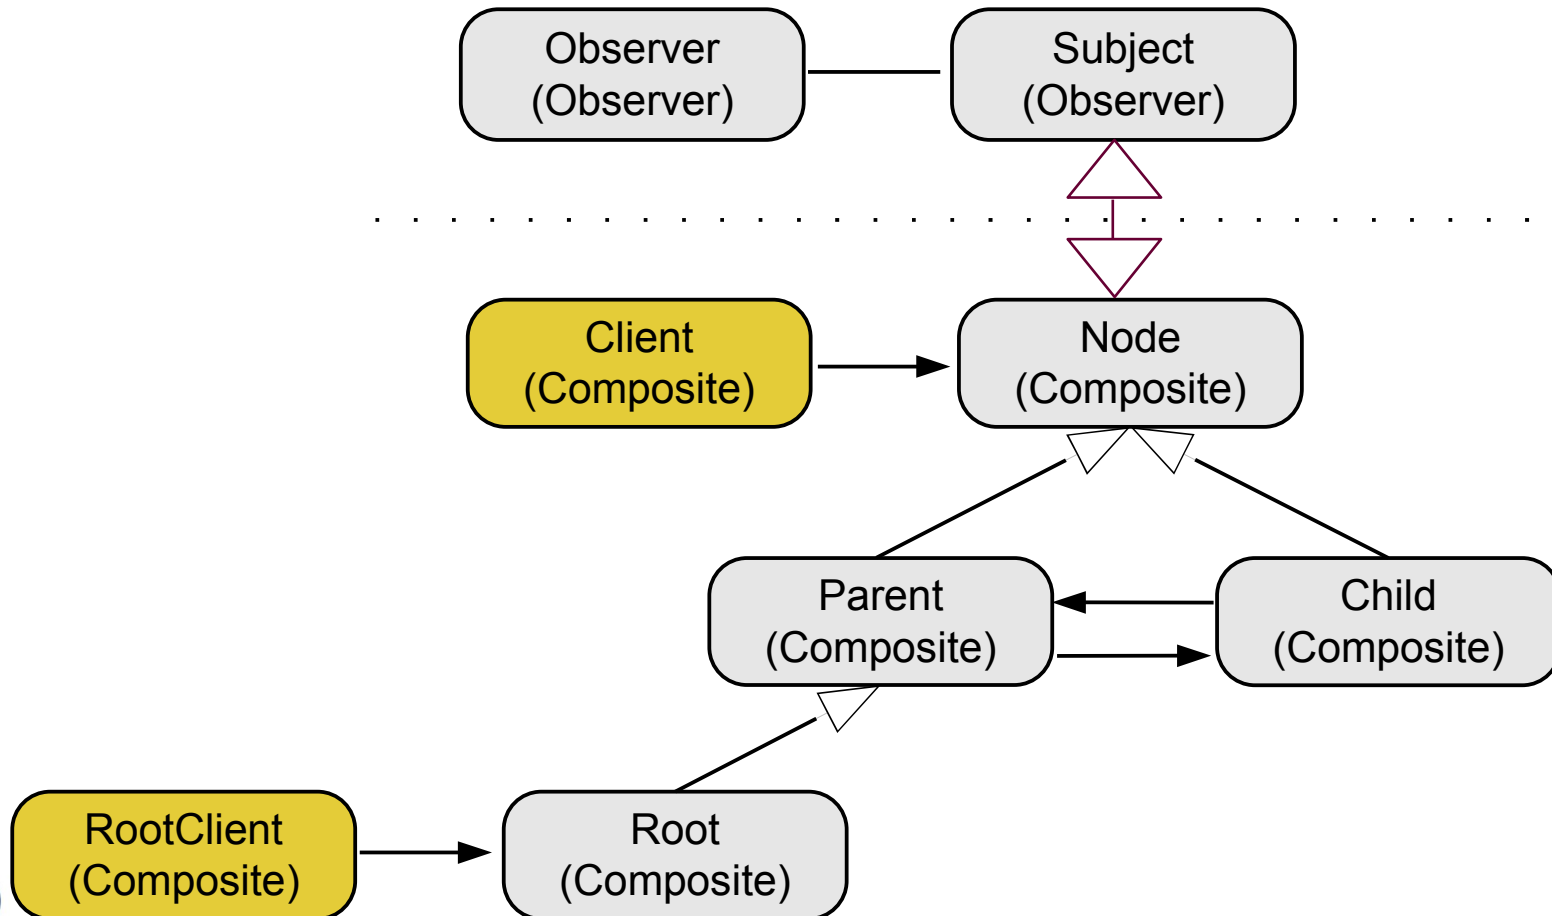 Observer
(Observer)
Subject
(Observer)
Client
(Composite)
Node
(Composite)
Parent
(Composite)
Child
(Composite)
RootClient
(Composite)
Root
(Composite)